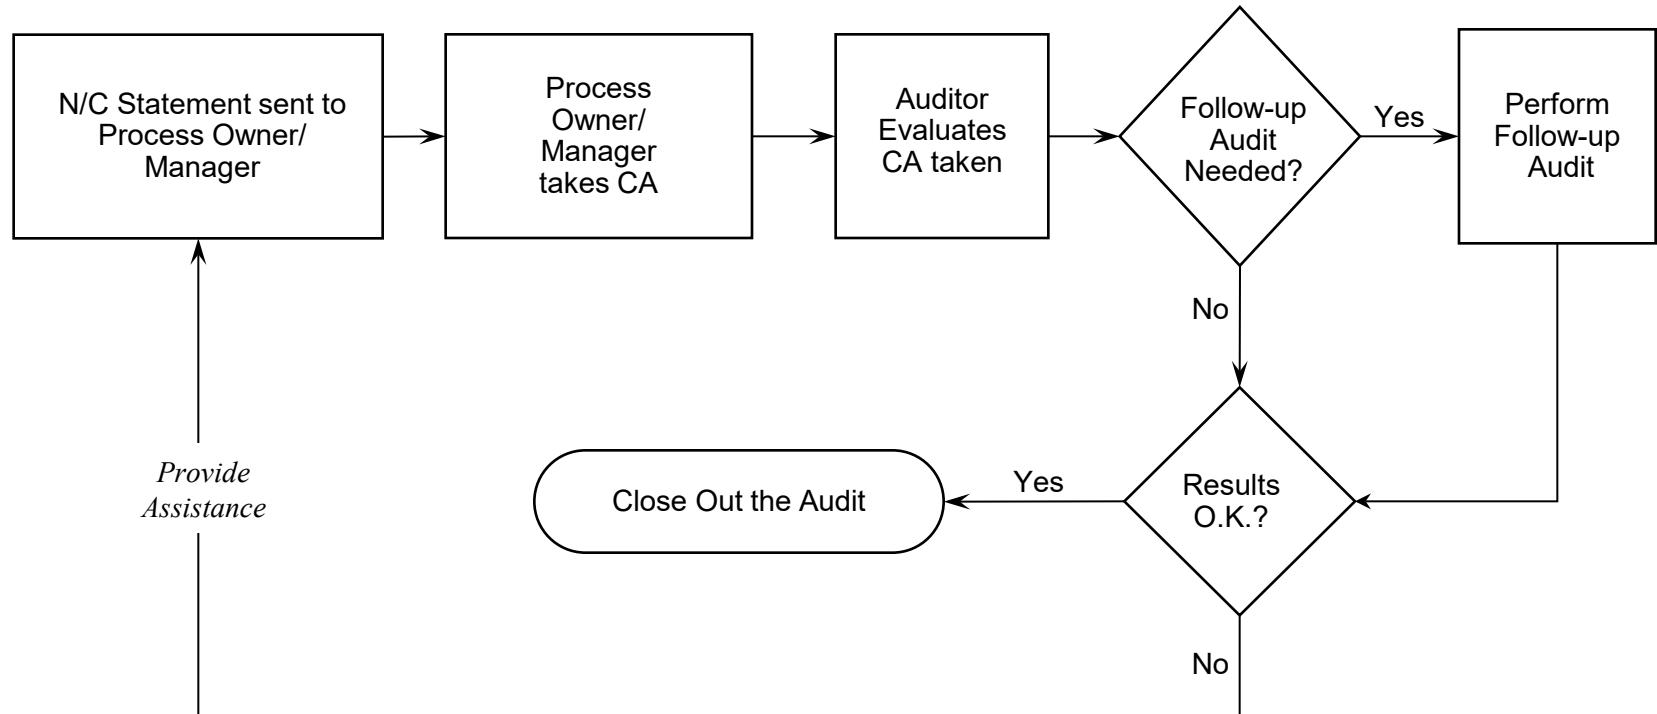 N/C Statement sent to
Process Owner/
Manager
Process
Owner/
Manager
takes CA
Auditor
Evaluates
CA taken
Follow-up
Audit
Needed?
Yes
Perform
Follow-up
Audit
No
Provide
Assistance
Close Out the Audit
Yes
Results
O.K.?
No